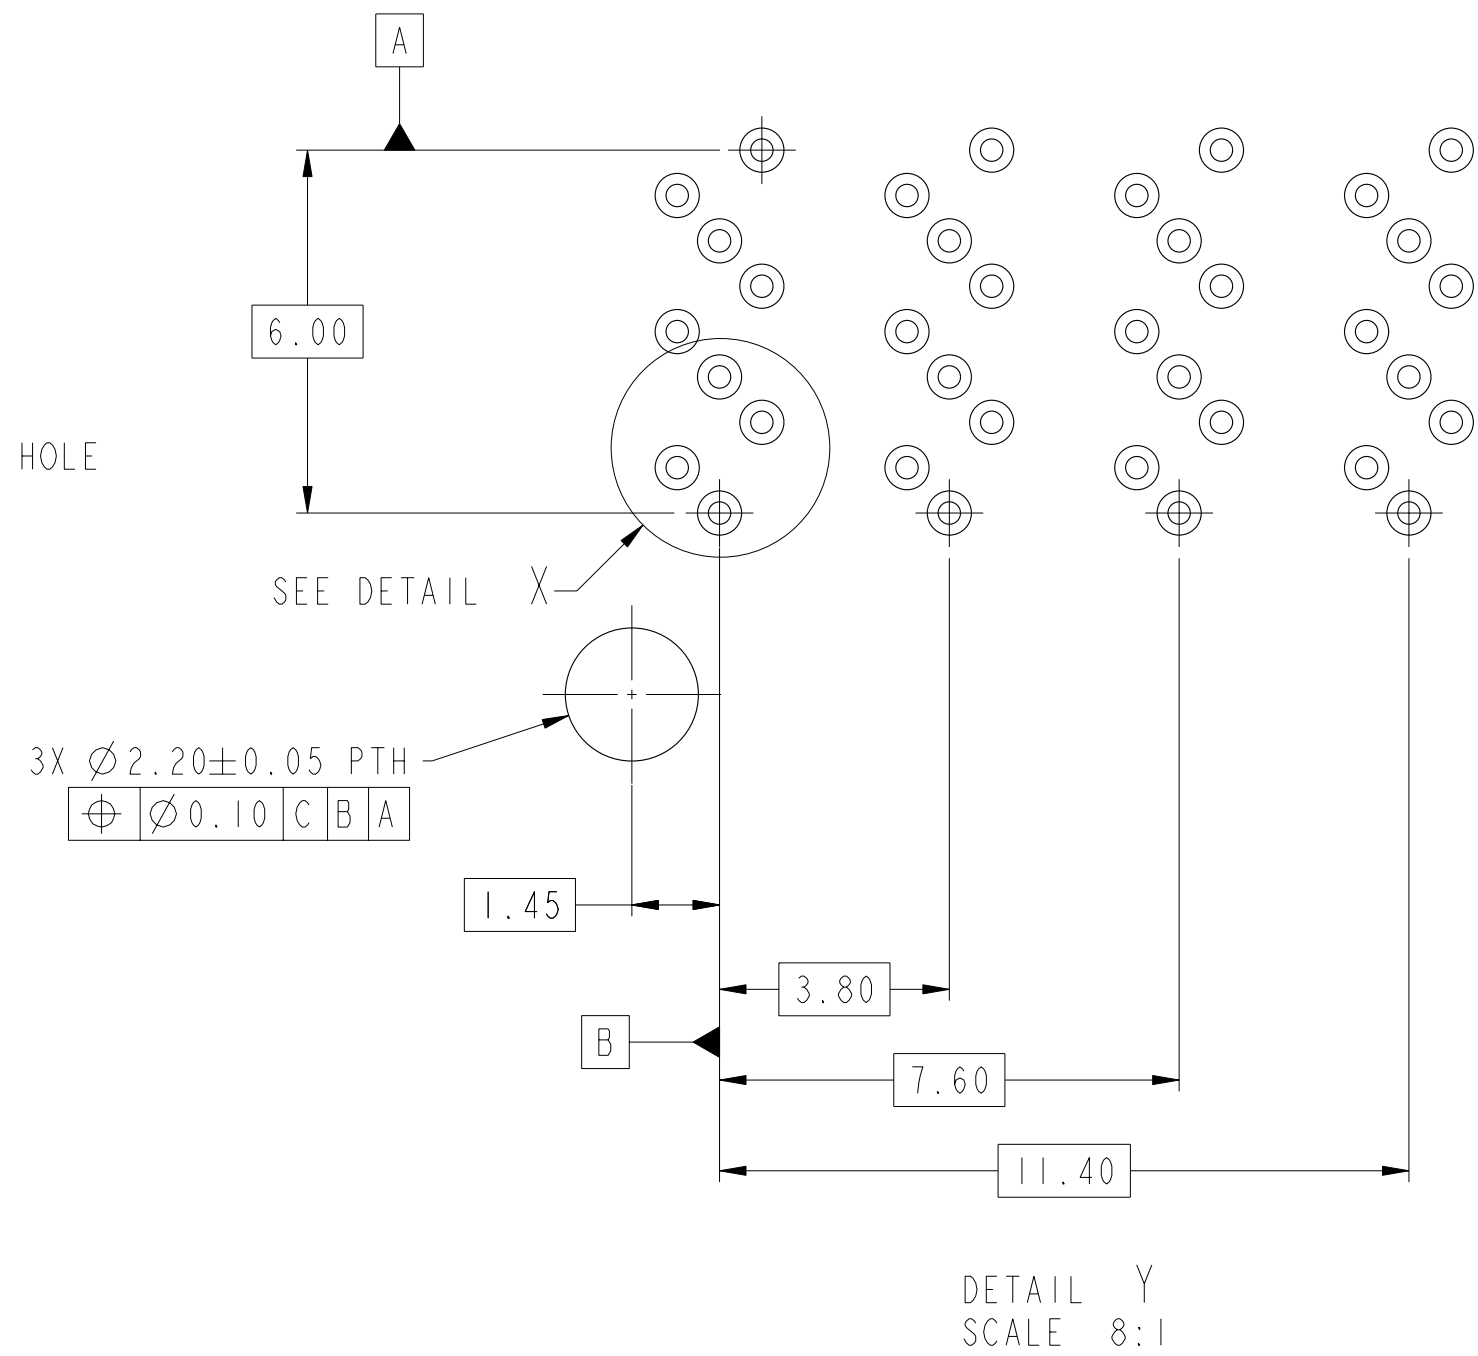 A
6.00
HOLE
SEE DETAIL X
3X ∅2.20±0.05 PTH
⌖ ∅0.10 C B A
1.45
3.80
B
7.60
11.40
DETAIL Y
SCALE 8:1